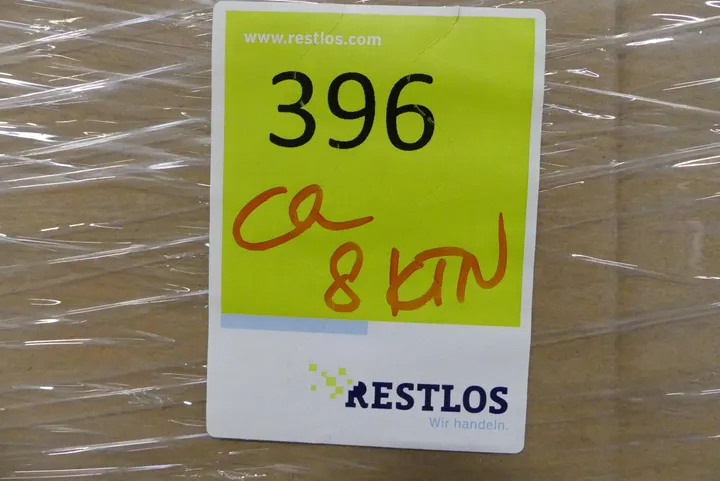 www.restlos.com
396
Ca
8 KTN
RESTLOS
Wir handeln.